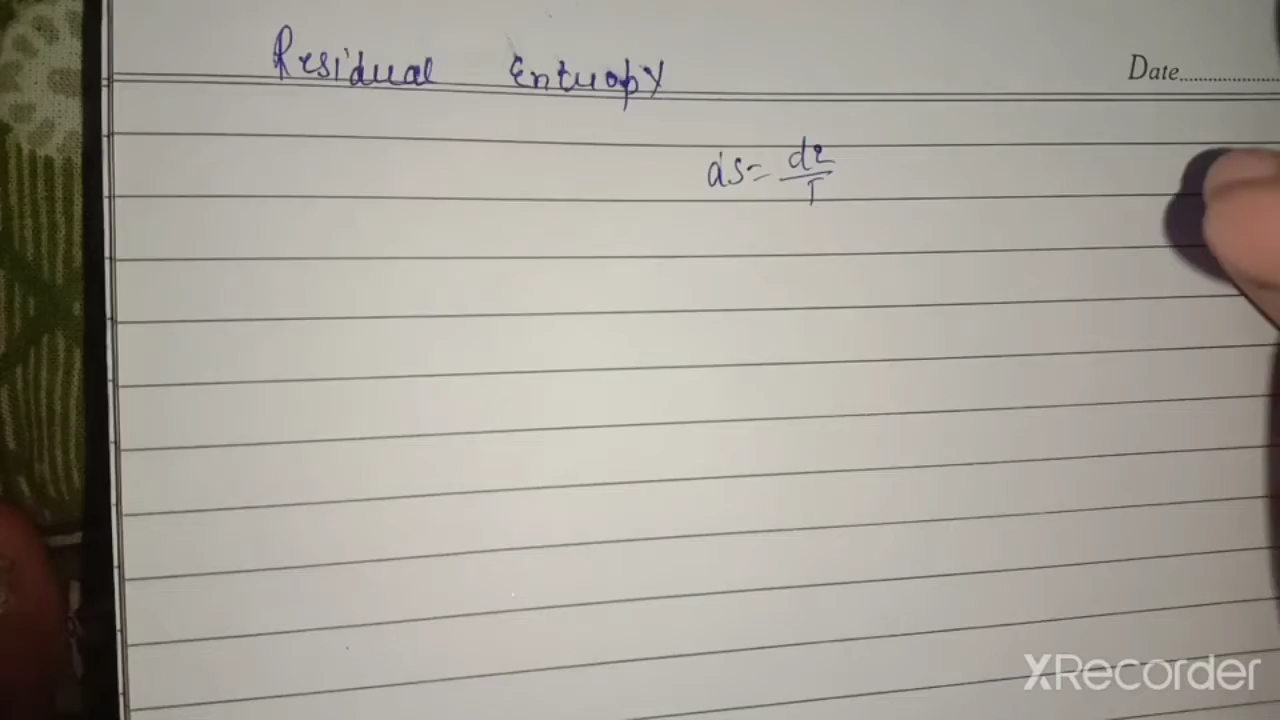 Residual Entropy
Date....................
ds = dq/T
XRecorder